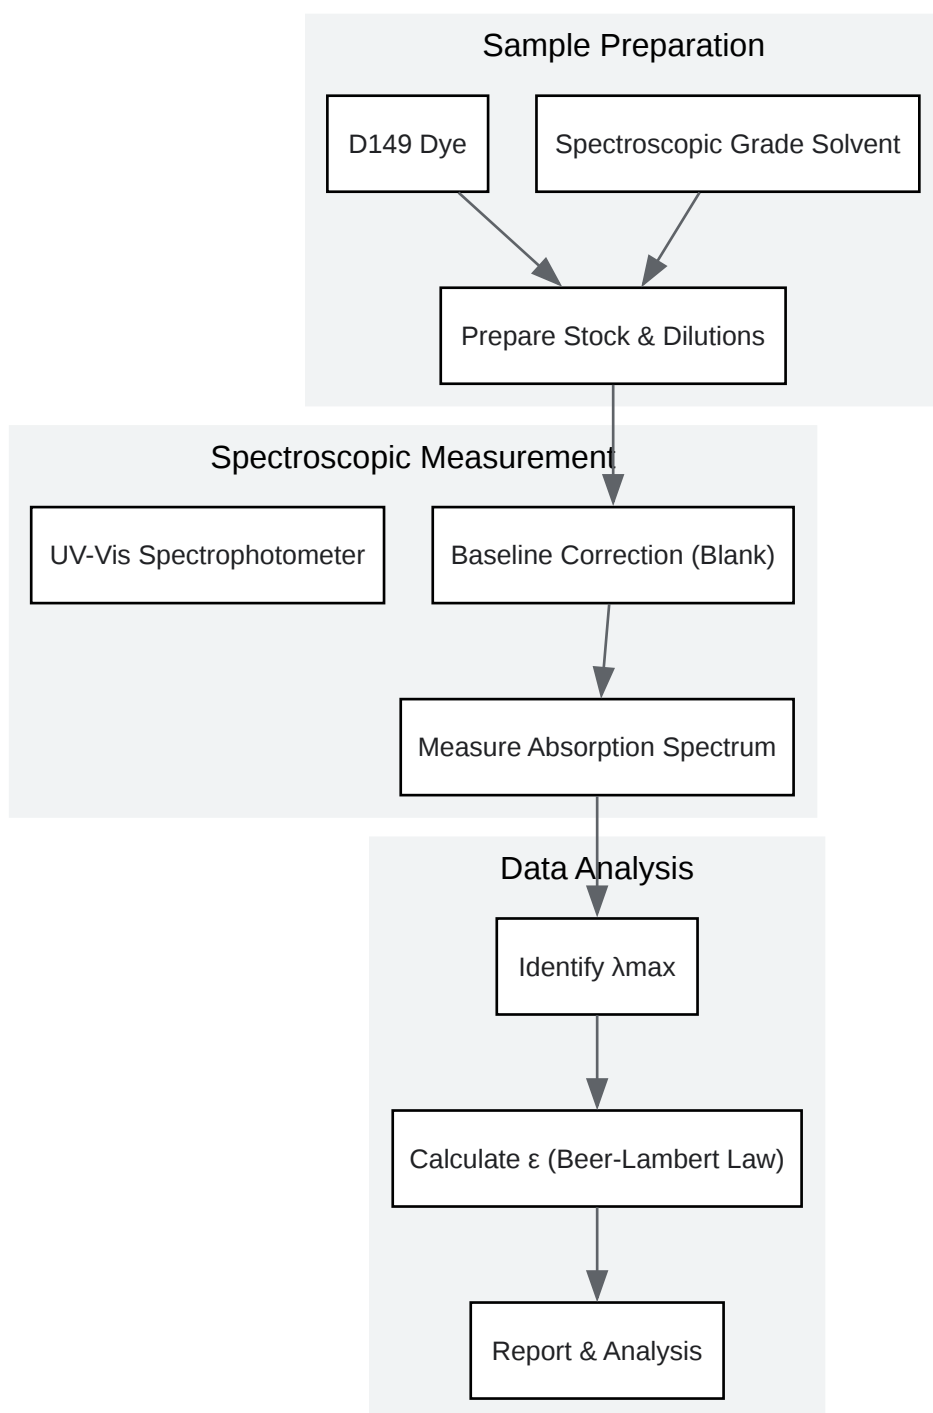 Sample Preparation
D149 Dye
Spectroscopic Grade Solvent
Prepare Stock & Dilutions
Spectroscopic Measurement
UV-Vis Spectrophotometer
Baseline Correction (Blank)
Measure Absorption Spectrum
Data Analysis
Identify λmax
Calculate ε (Beer-Lambert Law)
Report & Analysis